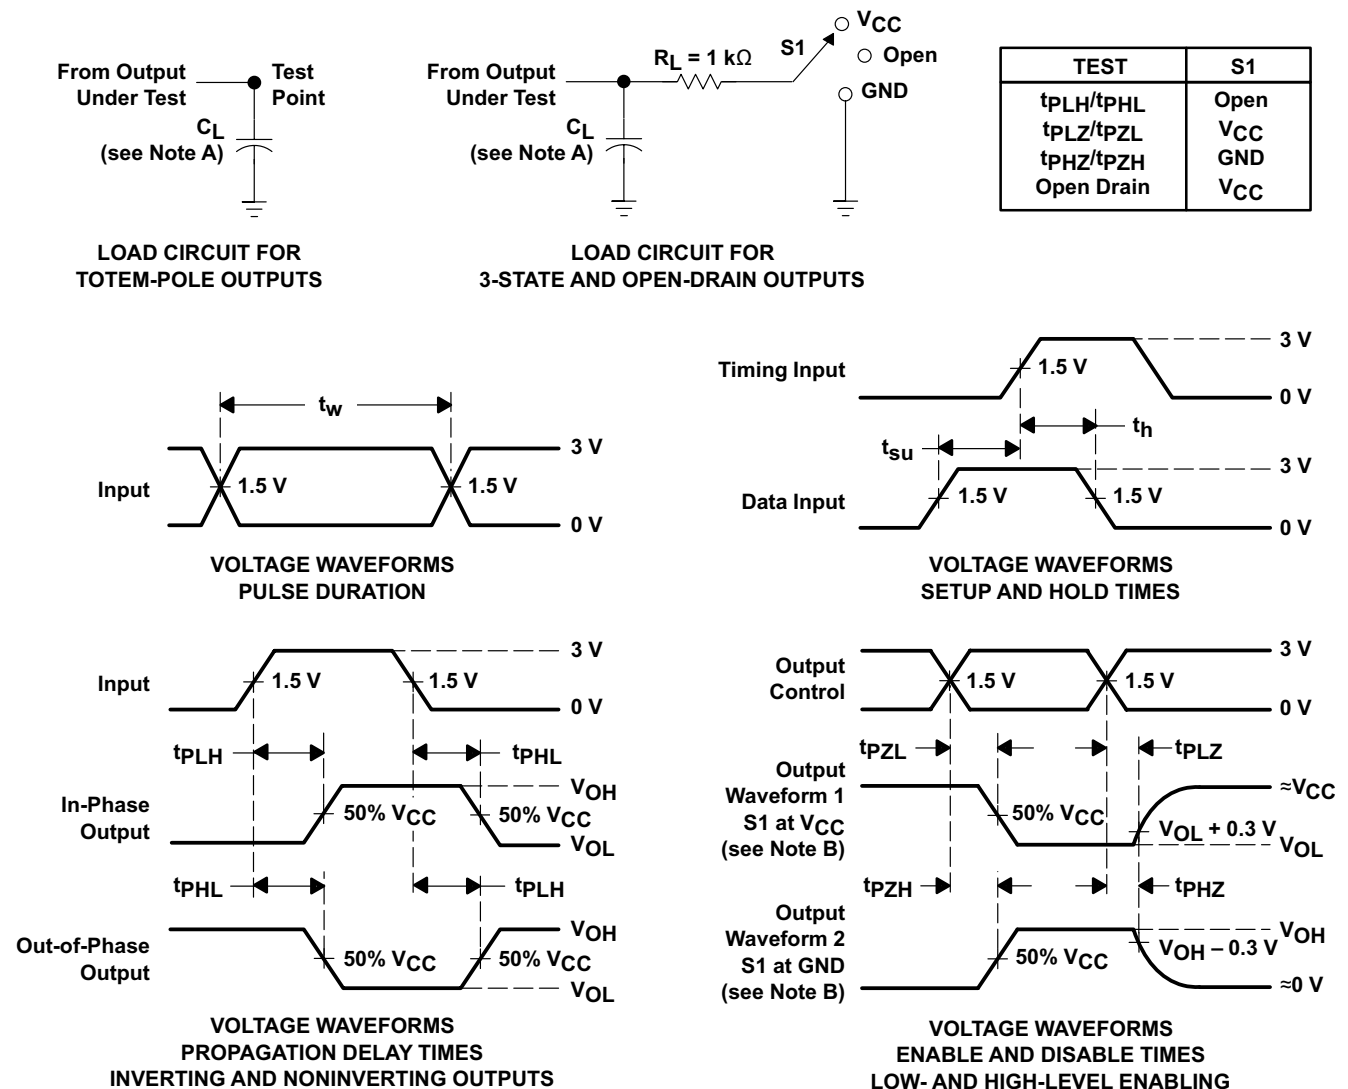 From Output
Under Test
Test
Point
CL
(see Note A)
LOAD CIRCUIT FOR
TOTEM-POLE OUTPUTS
From Output
Under Test
RL = 1 kΩ
S1
VCC
Open
GND
CL
(see Note A)
LOAD CIRCUIT FOR
3-STATE AND OPEN-DRAIN OUTPUTS
TEST S1
tPLH/tPHL Open
tPLZ/tPZL VCC
tPHZ/tPZH GND
Open Drain VCC
tw
Input
1.5 V
1.5 V
3 V
0 V
VOLTAGE WAVEFORMS
PULSE DURATION
Timing Input
1.5 V
3 V
0 V
tsu
th
Data Input
1.5 V
1.5 V
3 V
0 V
VOLTAGE WAVEFORMS
SETUP AND HOLD TIMES
Input
1.5 V
1.5 V
3 V
0 V
tPLH
tPHL
In-Phase
Output
50% VCC
50% VCC
VOH
VOL
tPHL
tPLH
Out-of-Phase
Output
50% VCC
50% VCC
VOH
VOL
VOLTAGE WAVEFORMS
PROPAGATION DELAY TIMES
INVERTING AND NONINVERTING OUTPUTS
Output
Control
1.5 V
1.5 V
3 V
0 V
tPZL
tPLZ
Output
Waveform 1
S1 at VCC
(see Note B)
50% VCC
≈VCC
VOL + 0.3 V
VOL
tPZH
tPHZ
Output
Waveform 2
S1 at GND
(see Note B)
50% VCC
VOH
VOH – 0.3 V
≈0 V
VOLTAGE WAVEFORMS
ENABLE AND DISABLE TIMES
LOW- AND HIGH-LEVEL ENABLING